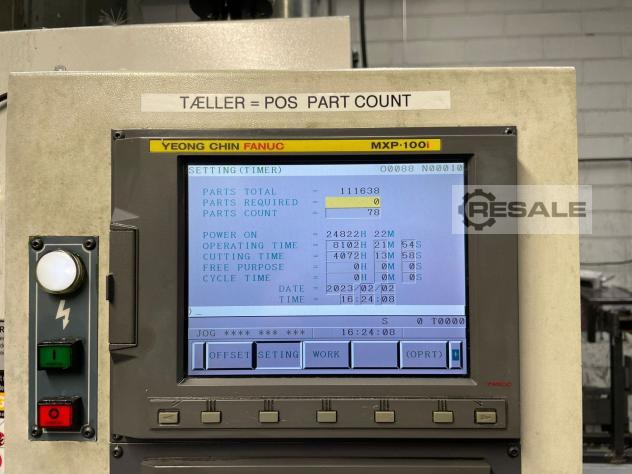 TÆLLER = POS PART COUNT
YEONG CHIN FANUC MXP·100i
SETTING(TIMER) O0088 N00010
PARTS TOTAL = 111638
PARTS REQUIRED = 0
PARTS COUNT = 78
POWER ON = 24822H 22M
OPERATING TIME = 8102H 21M 54S
CUTTING TIME = 4072H 13M 58S
FREE PURPOSE = 0H 0M 0S
CYCLE TIME = 0H 0M 0S
DATE = 2023/02/02
TIME = 16:24:08
)_
S 0 T0000
JOG **** *** *** 16:24:08
OFFSET SETING WORK (OPRT) +
FANUC
I
O
RESALE